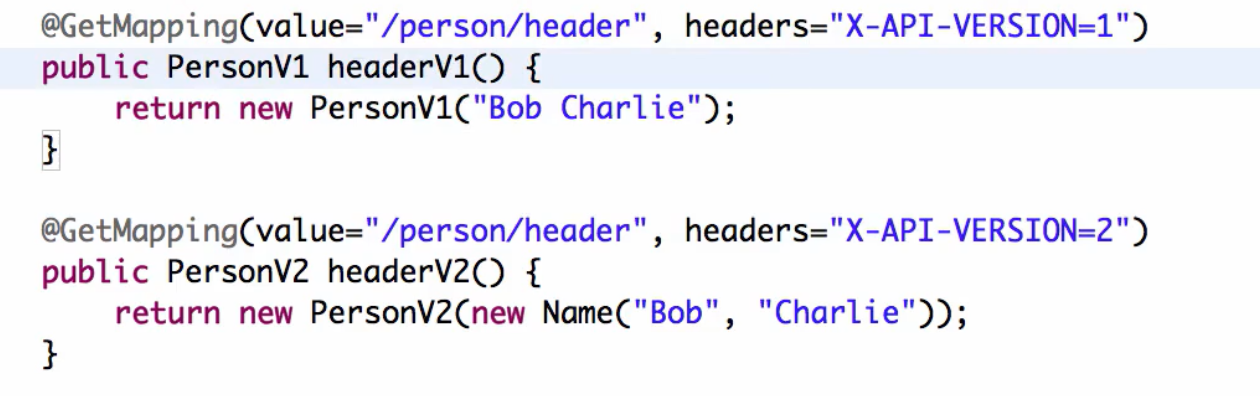 @GetMapping(value="/person/header", headers="X-API-VERSION=1")
public PersonV1 headerV1() {
    return new PersonV1("Bob Charlie");
}
@GetMapping(value="/person/header", headers="X-API-VERSION=2")
public PersonV2 headerV2() {
    return new PersonV2(new Name("Bob", "Charlie"));
}